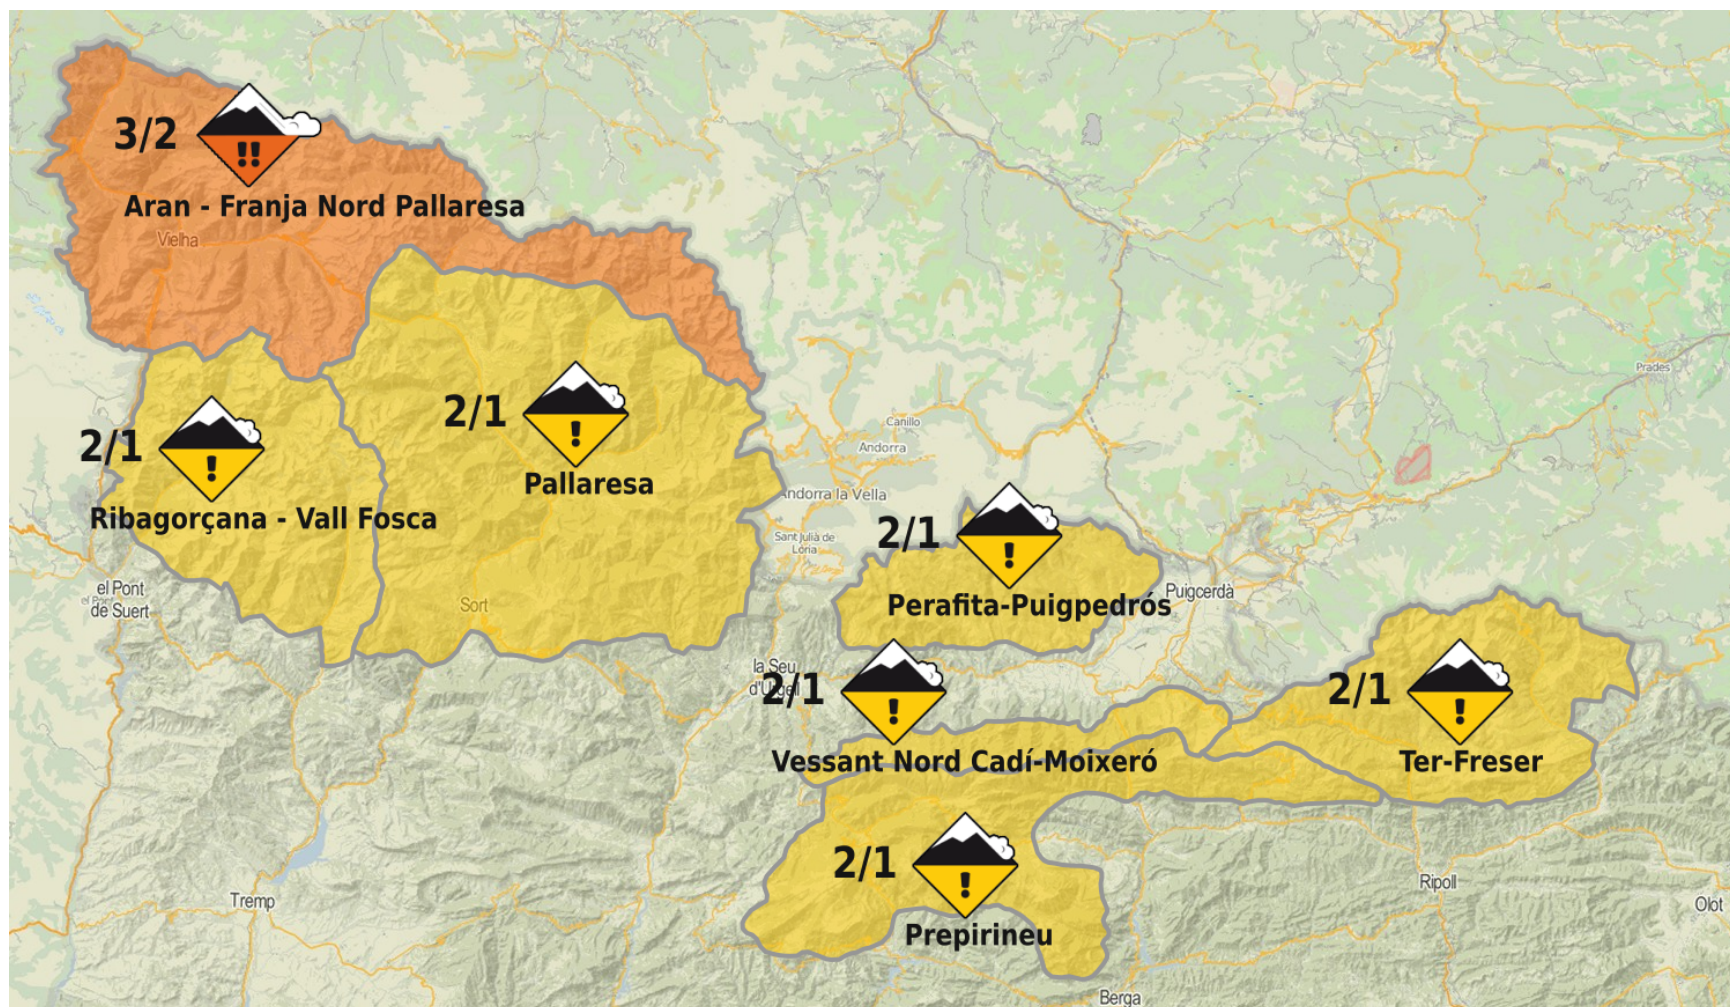 3/2
!!
Aran - Franja Nord Pallaresa
Vielha
2/1
!
Pallaresa
2/1
!
Ribagorçana - Vall Fosca
Prades
Canillo
Andorra
Andorra la Vella
Sant Julià de
Lòria
2/1
!
Perafita-Puigpedrós
Puigcerdà
el Pont
de Suert
Sort
la Seu
d'Urgell
2/1
!
Vessant Nord Cadí-Moixeró
2/1
!
Ter-Freser
2/1
!
Prepirineu
Tremp
Ripoll
Olot
Berga